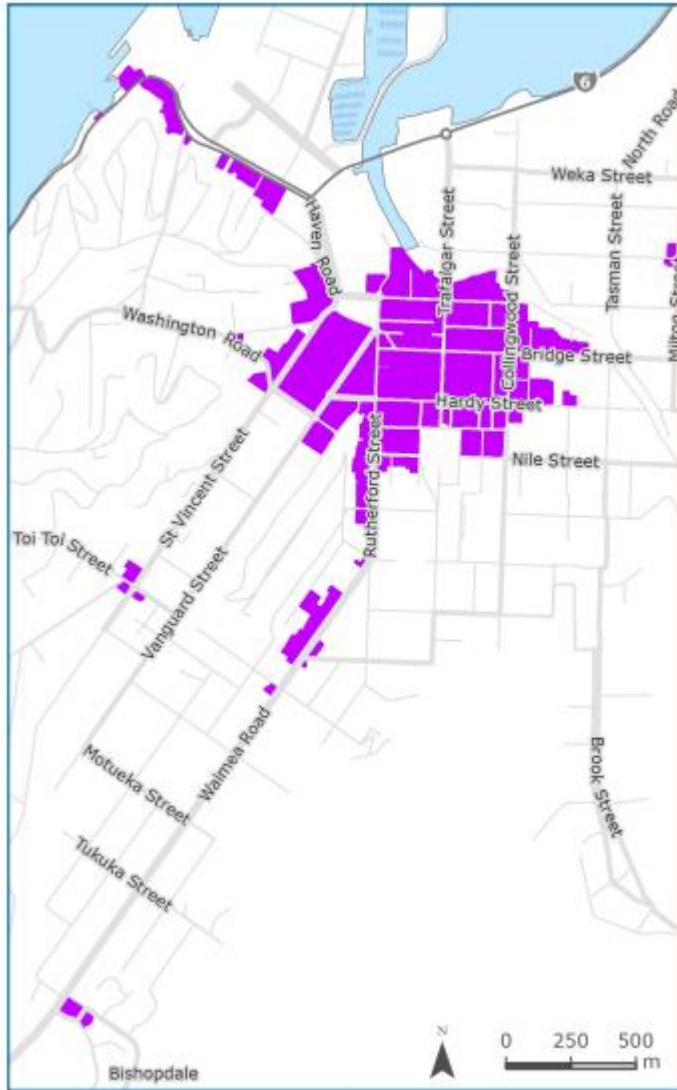 6
North Road
Weka Street
Haven Road
Trafalgar Street
Collingwood Street
Tasman Street
Washington Road
Bridge Street
Milton Stre
Hardy Street
St Vincent Street
Rutherford Street
Nile Street
Toi Toi Street
Vanguard Street
Waimea Road
Motueka Street
Brook Street
Tukuka Street
N
0 250 500
m
Bishopdale